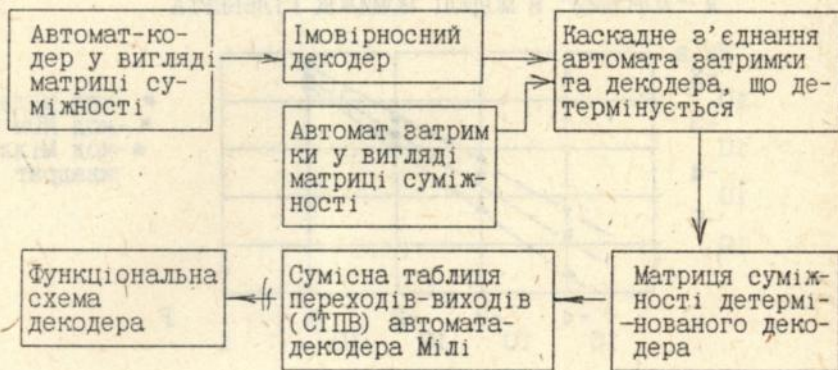 Автомат-ко-
дер у вигляді
матриці су-
міжності
Імовірносний
декодер
Каскадне з’єднання
автомата затримки
та декодера, що де-
термінується
Автомат затрим
ки у вигляді
матриці суміж-
ності
Функціональна
схема
декодера
Сумісна таблиця
переходів-виходів
(СТПВ) автомата-
декодера Мілі
Матриця суміж-
ності детермі-
-нованого деко-
дера